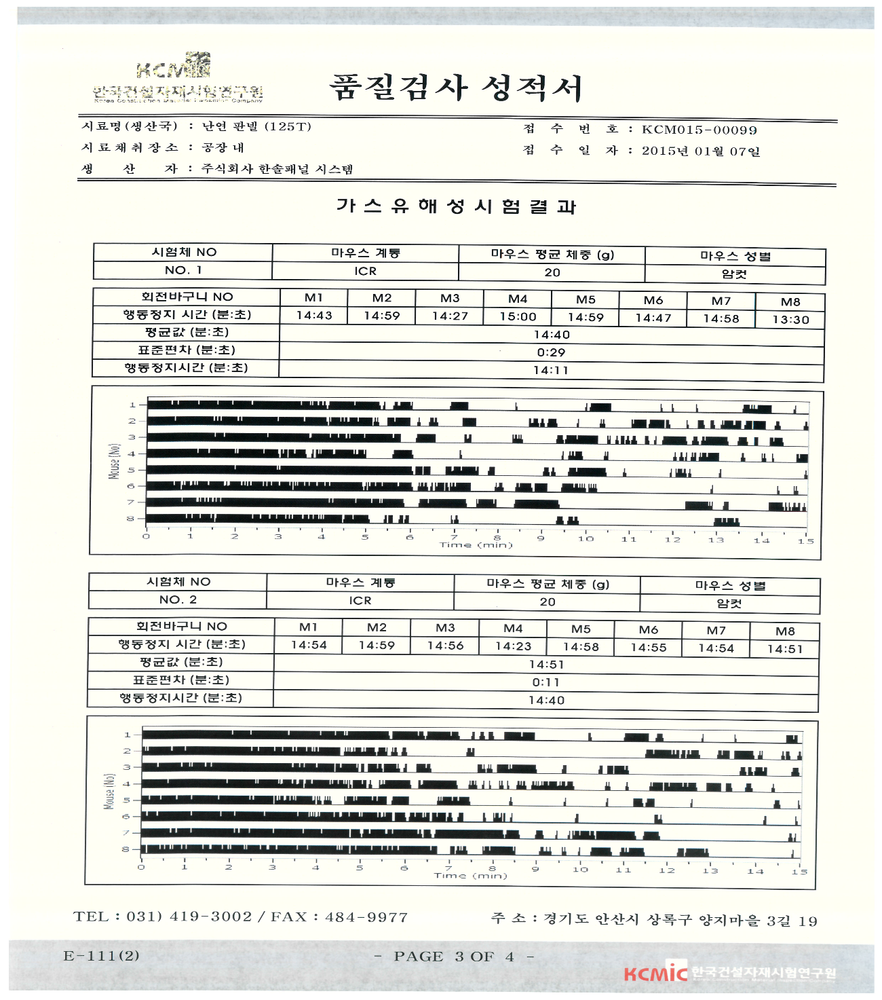 KCMIC
한국건설자재시험연구원
Korea Construction Material Inspection Company
품질검사 성적서
시료명(생산국) : 난연 판넬 (125T)
접 수 번 호 : KCM015-00099
시료채취장소 : 공장 내
접 수 일 자 : 2015년 01월 07일
생 산 자 : 주식회사 한솔패널 시스템
가스유해성시험결과
시험체 NO 마우스 계통 마우스 평균 체중 (g) 마우스 성별
NO. 1 ICR 20 암컷
회전바구니 NO M1 M2 M3 M4 M5 M6 M7 M8
행동정지 시간 (분:초) 14:43 14:59 14:27 15:00 14:59 14:47 14:58 13:30
평균값 (분:초) 14:40
표준편차 (분:초) 0:29
행동정지시간 (분:초) 14:11
Mouse (No)
1
2
3
4
5
6
7
8
0 1 2 3 4 5 6 7 8 9 10 11 12 13 14 15
Time (min)
시험체 NO 마우스 계통 마우스 평균 체중 (g) 마우스 성별
NO. 2 ICR 20 암컷
회전바구니 NO M1 M2 M3 M4 M5 M6 M7 M8
행동정지 시간 (분:초) 14:54 14:59 14:56 14:23 14:58 14:55 14:54 14:51
평균값 (분:초) 14:51
표준편차 (분:초) 0:11
행동정지시간 (분:초) 14:40
Mouse (No)
1
2
3
4
5
6
7
8
0 1 2 3 4 5 6 7 8 9 10 11 12 13 14 15
Time (min)
TEL : 031) 419-3002 / FAX : 484-9977
주 소 : 경기도 안산시 상록구 양지마을 3길 19
E-111(2)
- PAGE 3 OF 4 -
KCMIC 한국건설자재시험연구원